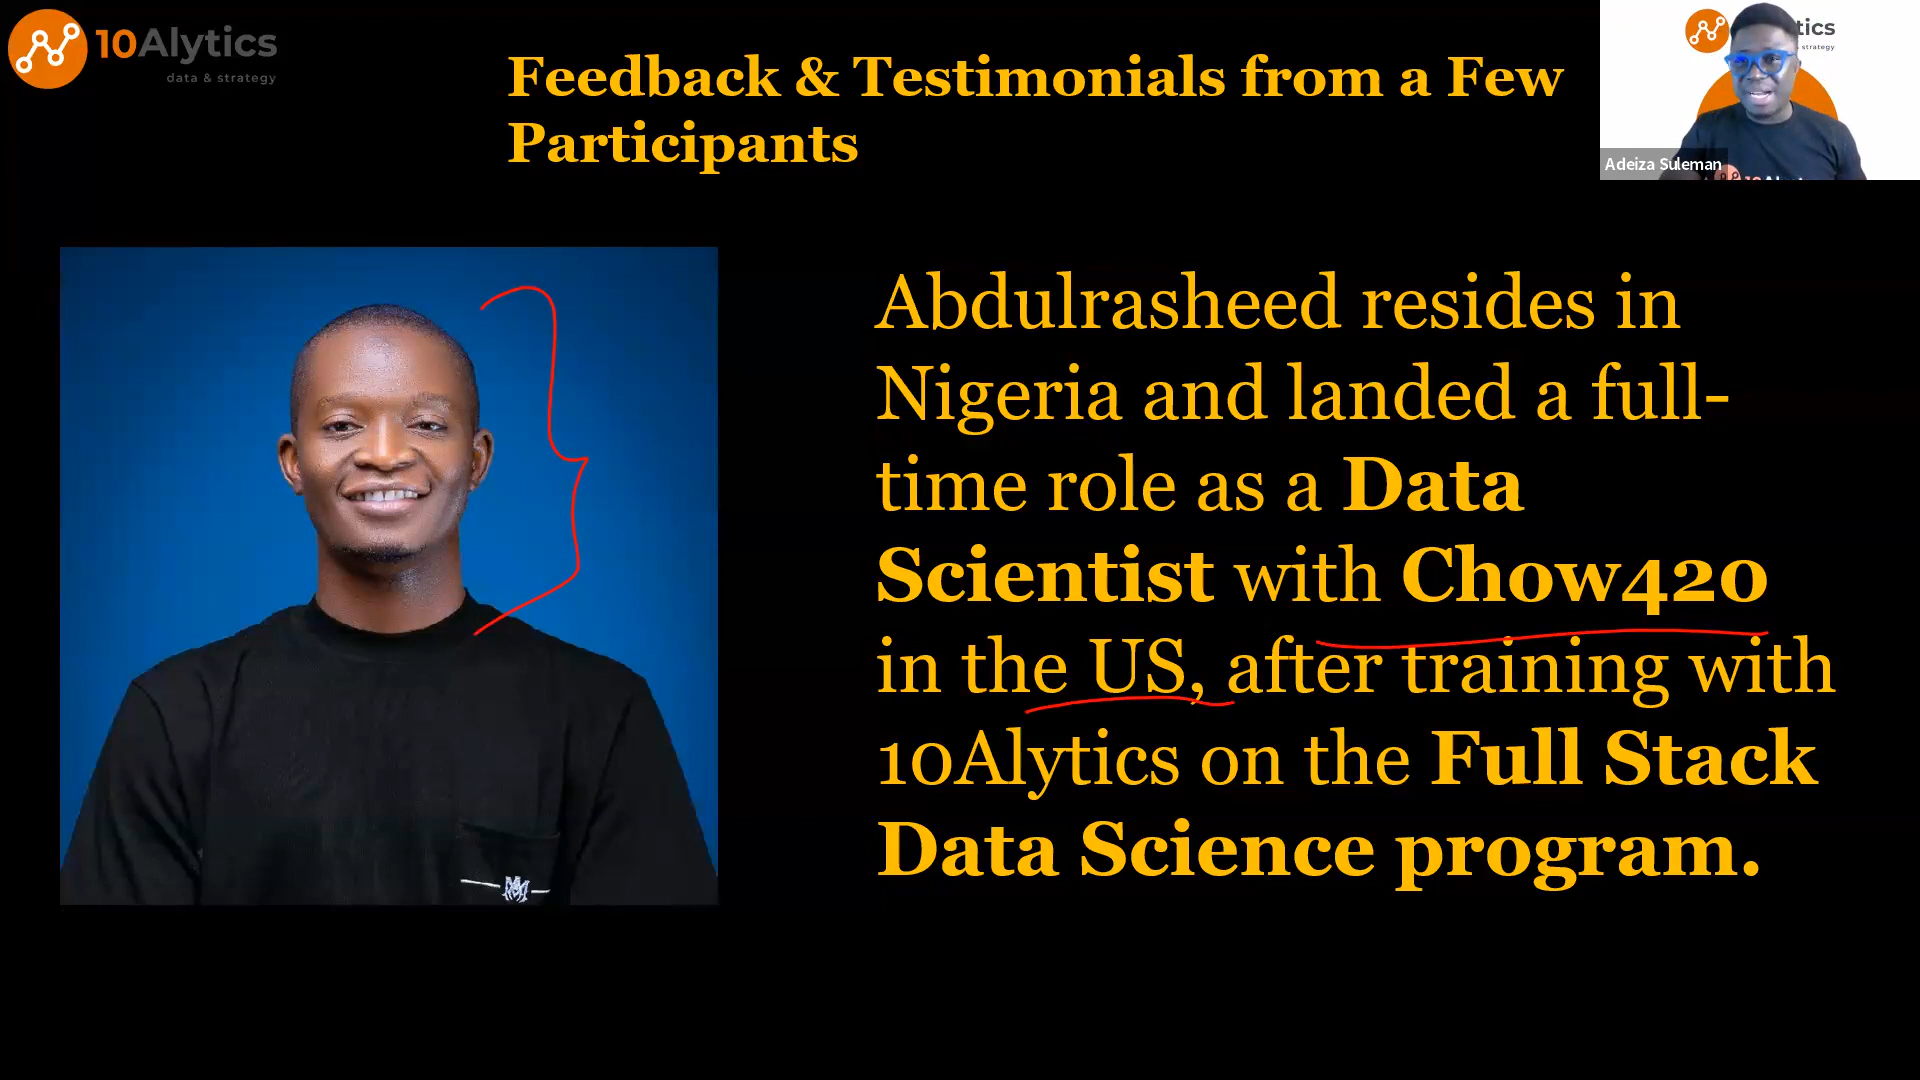 10Alytics
data & strategy
Feedback & Testimonials from a Few
Participants
tics
& strategy
Adeiza Suleman
Abdulrasheed resides in
Nigeria and landed a full-
time role as a Data
Scientist with Chow420
in the US, after training with
10Alytics on the Full Stack
Data Science program.